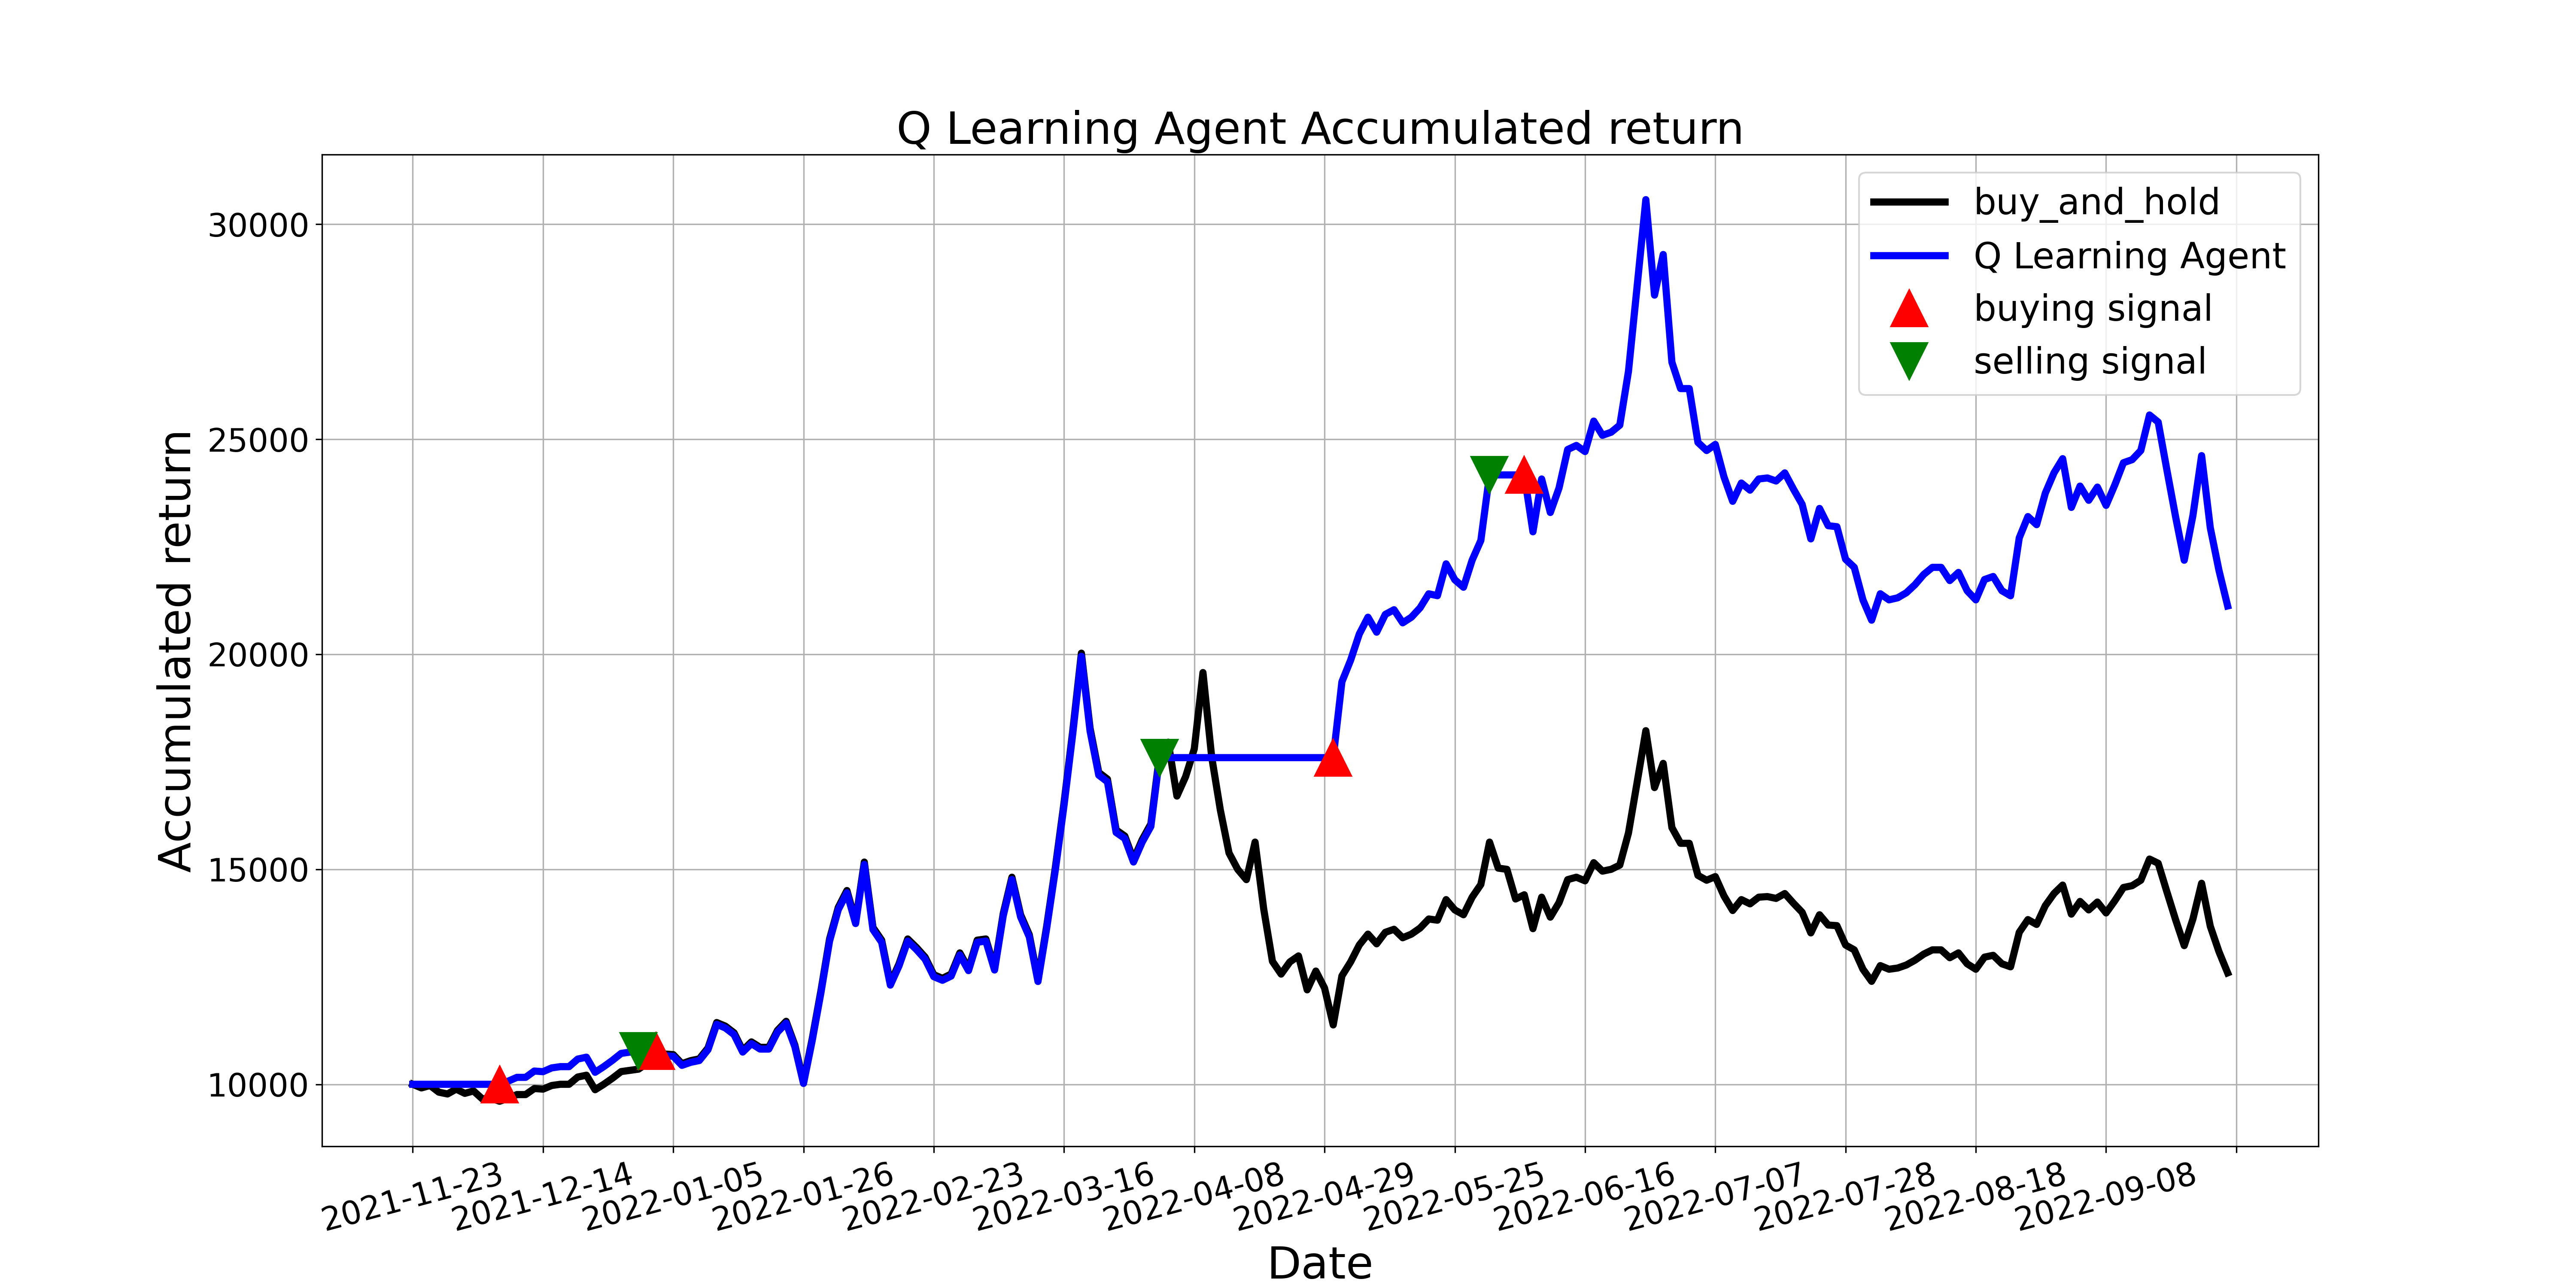 Q Learning Agent Accumulated return
buy_and_hold
Q Learning Agent
buying signal
selling signal
Accumulated return
30000
25000
20000
15000
10000
2021-11-23
2021-12-14
2022-01-05
2022-01-26
2022-02-23
2022-03-16
2022-04-08
2022-04-29
2022-05-25
2022-06-16
2022-07-07
2022-07-28
2022-08-18
2022-09-08
Date